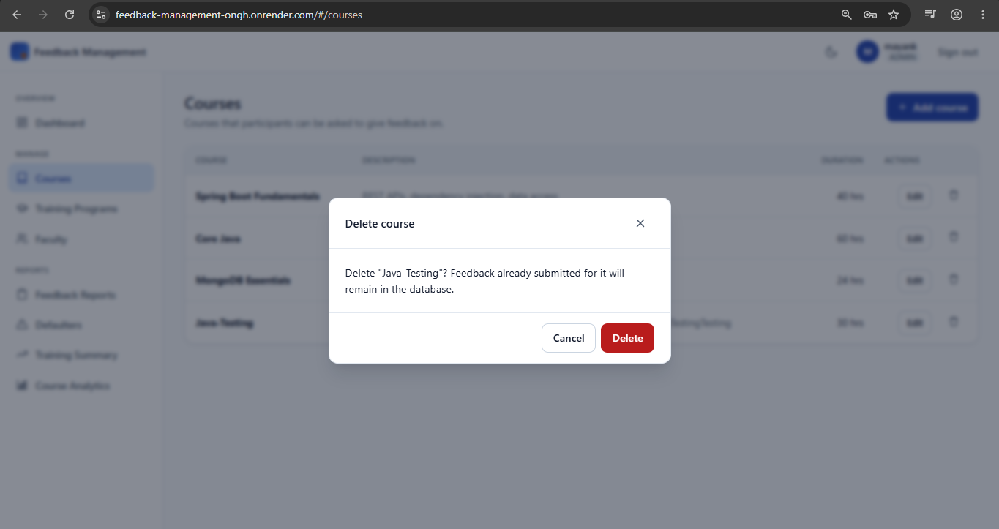 feedback-management-ongh.onrender.com/#/courses
Feedback Management
mayank
ADMIN
Sign out
OVERVIEW
Dashboard
MANAGE
Courses
Training Programs
Faculty
REPORTS
Feedback Reports
Defaulters
Training Summary
Course Analytics
Courses
Courses that participants can be asked to give feedback on.
+ Add course
COURSE DESCRIPTION DURATION ACTIONS
Spring Boot Fundamentals REST APIs, dependency injection, data access 40 hrs Edit
Core Java 60 hrs Edit
MongoDB Essentials 24 hrs Edit
Java-Testing 30 hrs Edit
Delete course
Delete "Java-Testing"? Feedback already submitted for it will
remain in the database.
Cancel Delete